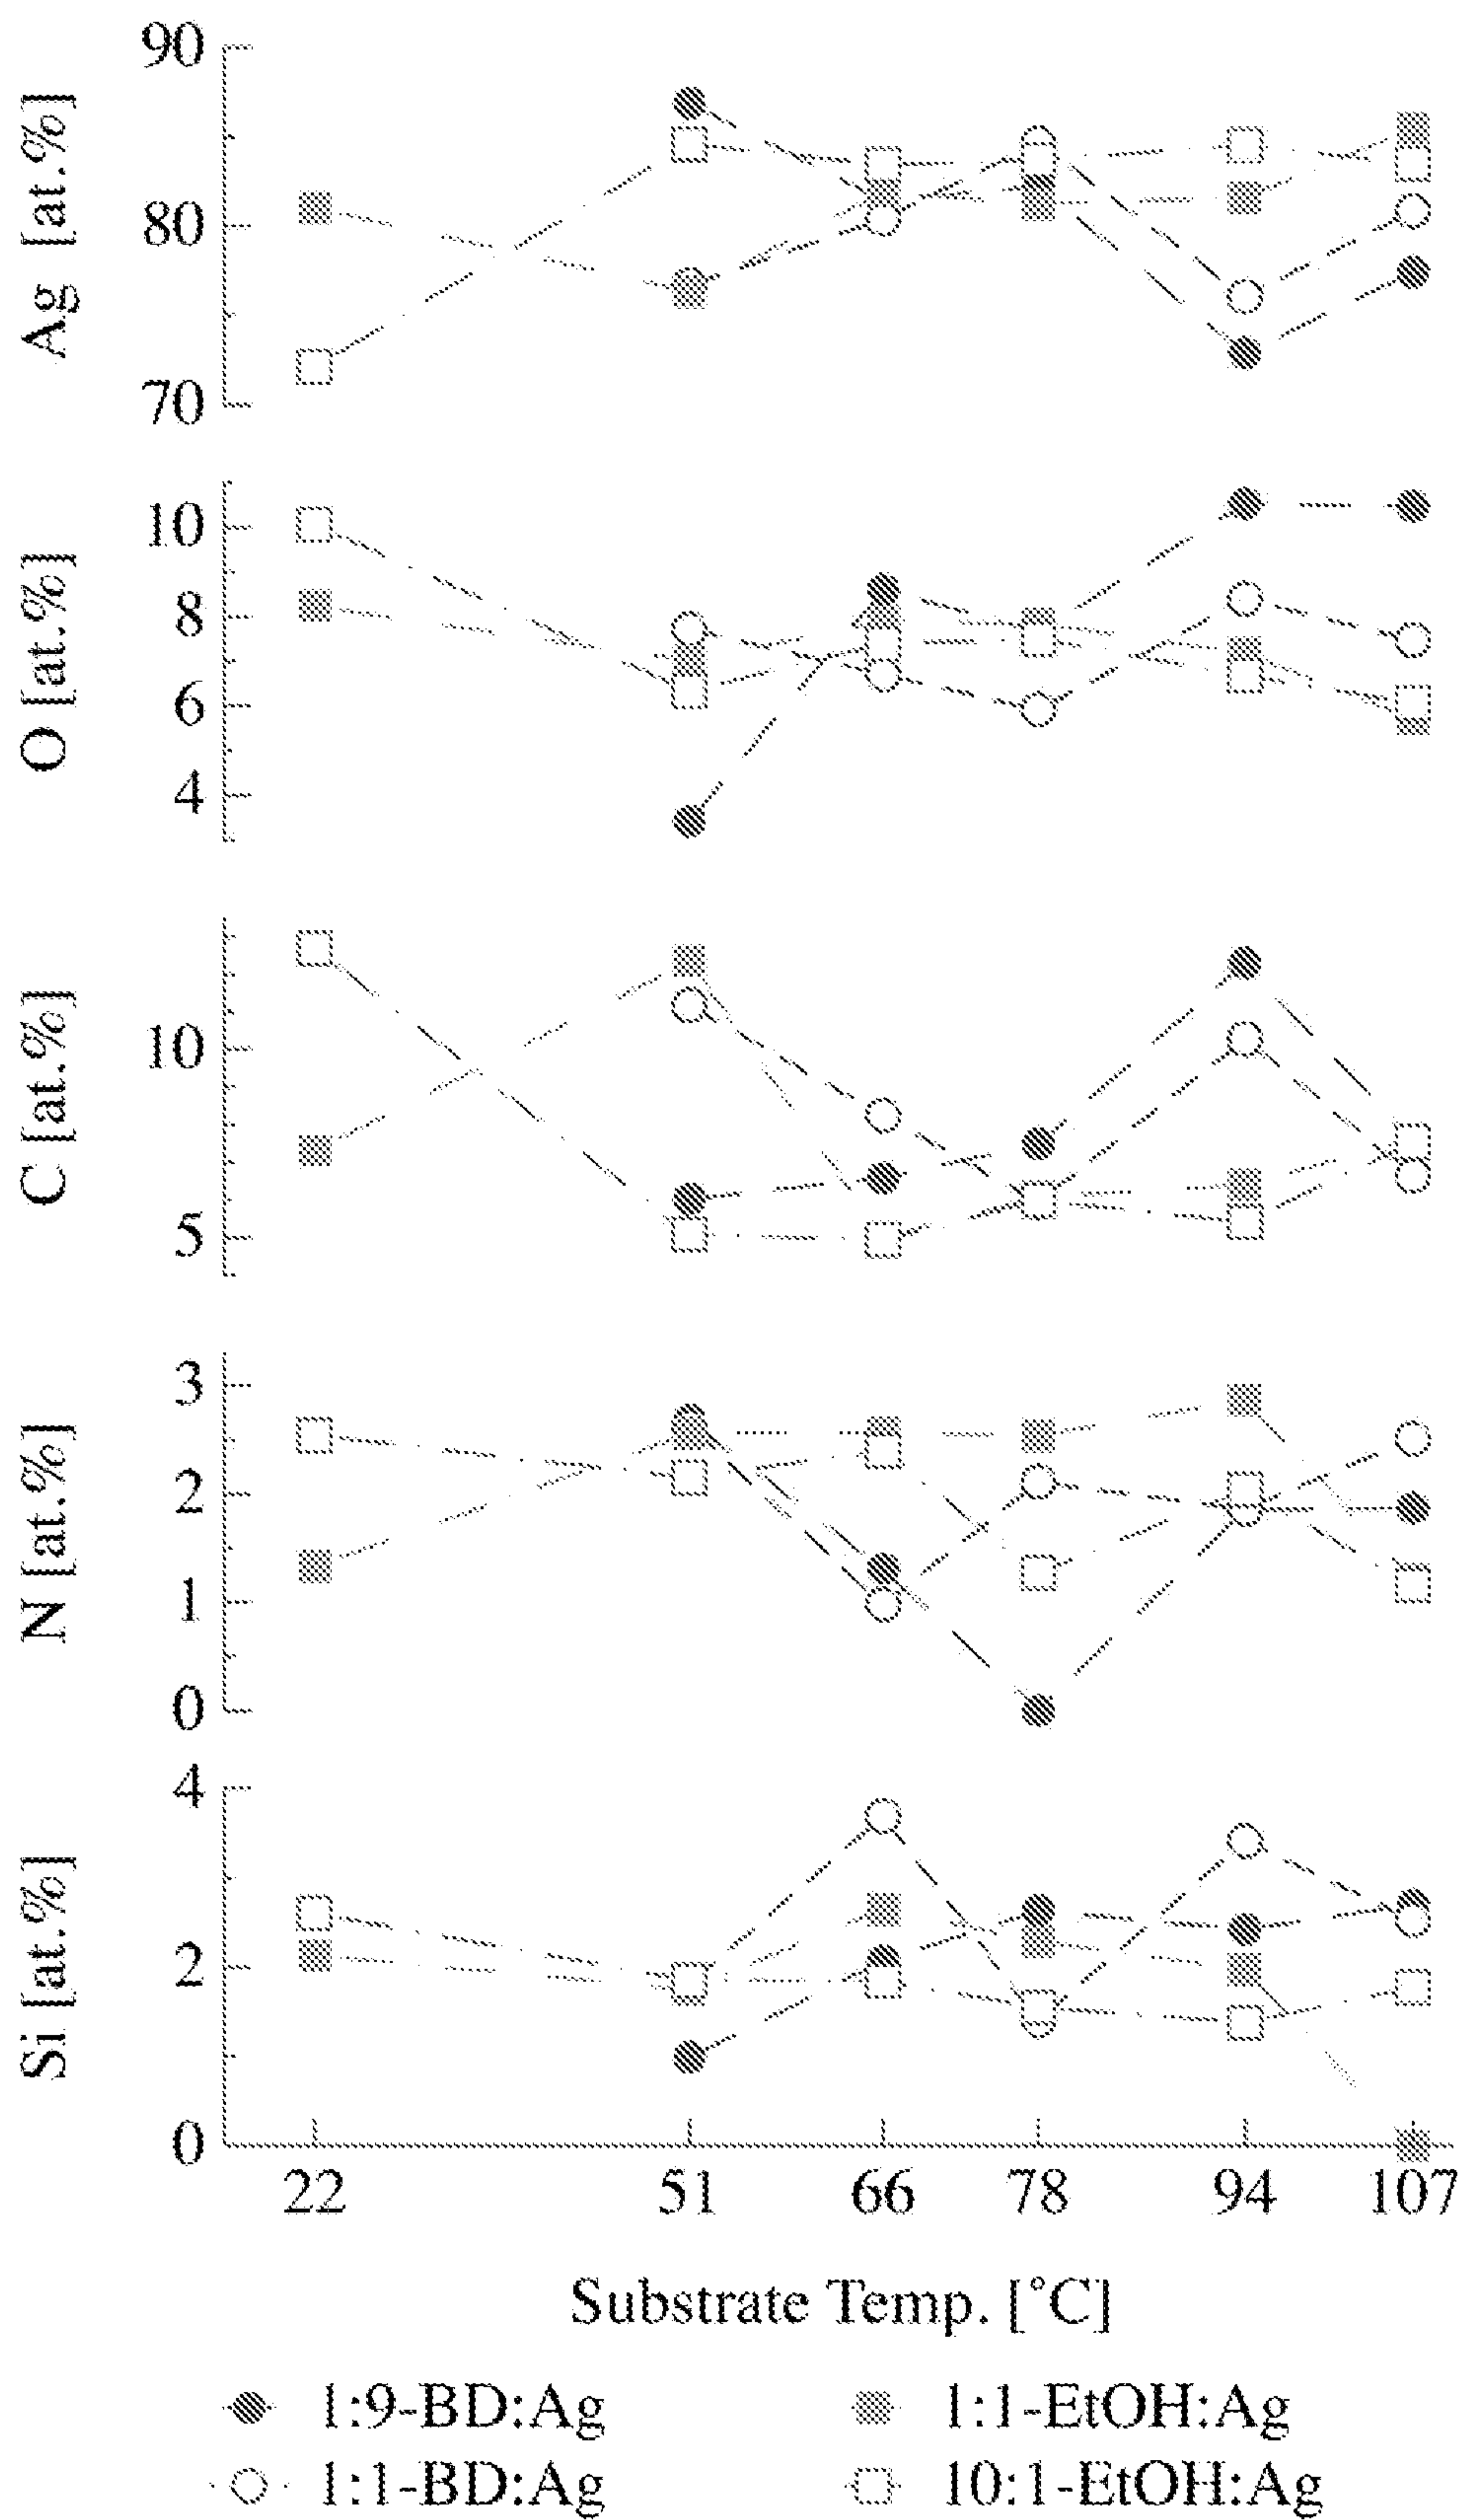 90
80
70
Ag [at.%]
10
8
6
4
O [at.%]
10
5
C [at.%]
3
2
1
0
N [at.%]
4
2
0
Si [at.%]
22 51 66 78 94 107
Substrate Temp. [°C]
1:9-BD:Ag 1:1-EtOH:Ag
1:1-BD:Ag 10:1-EtOH:Ag